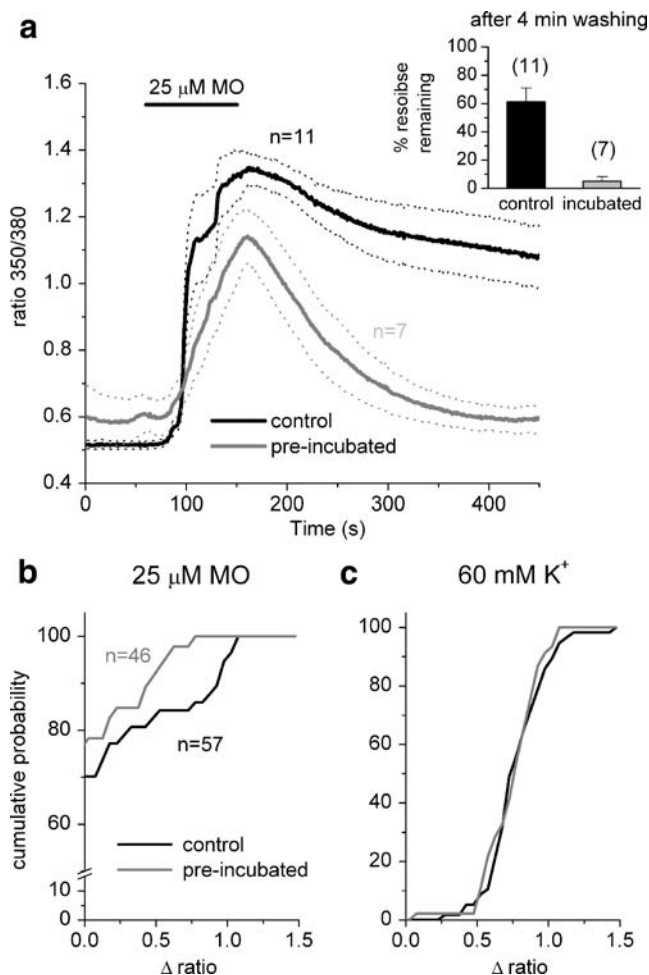 a
after 4 min washing
% resoibse
remaining
100
80
60
40
20
0
(11)
(7)
control
incubated
25 μM MO
n=11
n=7
ratio 350/380
1.6
1.4
1.2
1.0
0.8
0.6
0.4
control
pre-incubated
0 100 200 300 400
Time (s)
b
25 μM MO
cumulative probability
100
80
60
10
0
n=46
n=57
control
pre-incubated
0.0 0.5 1.0 1.5
Δ ratio
c
60 mM K⁺
100
80
60
40
20
0
0.0 0.5 1.0 1.5
Δ ratio